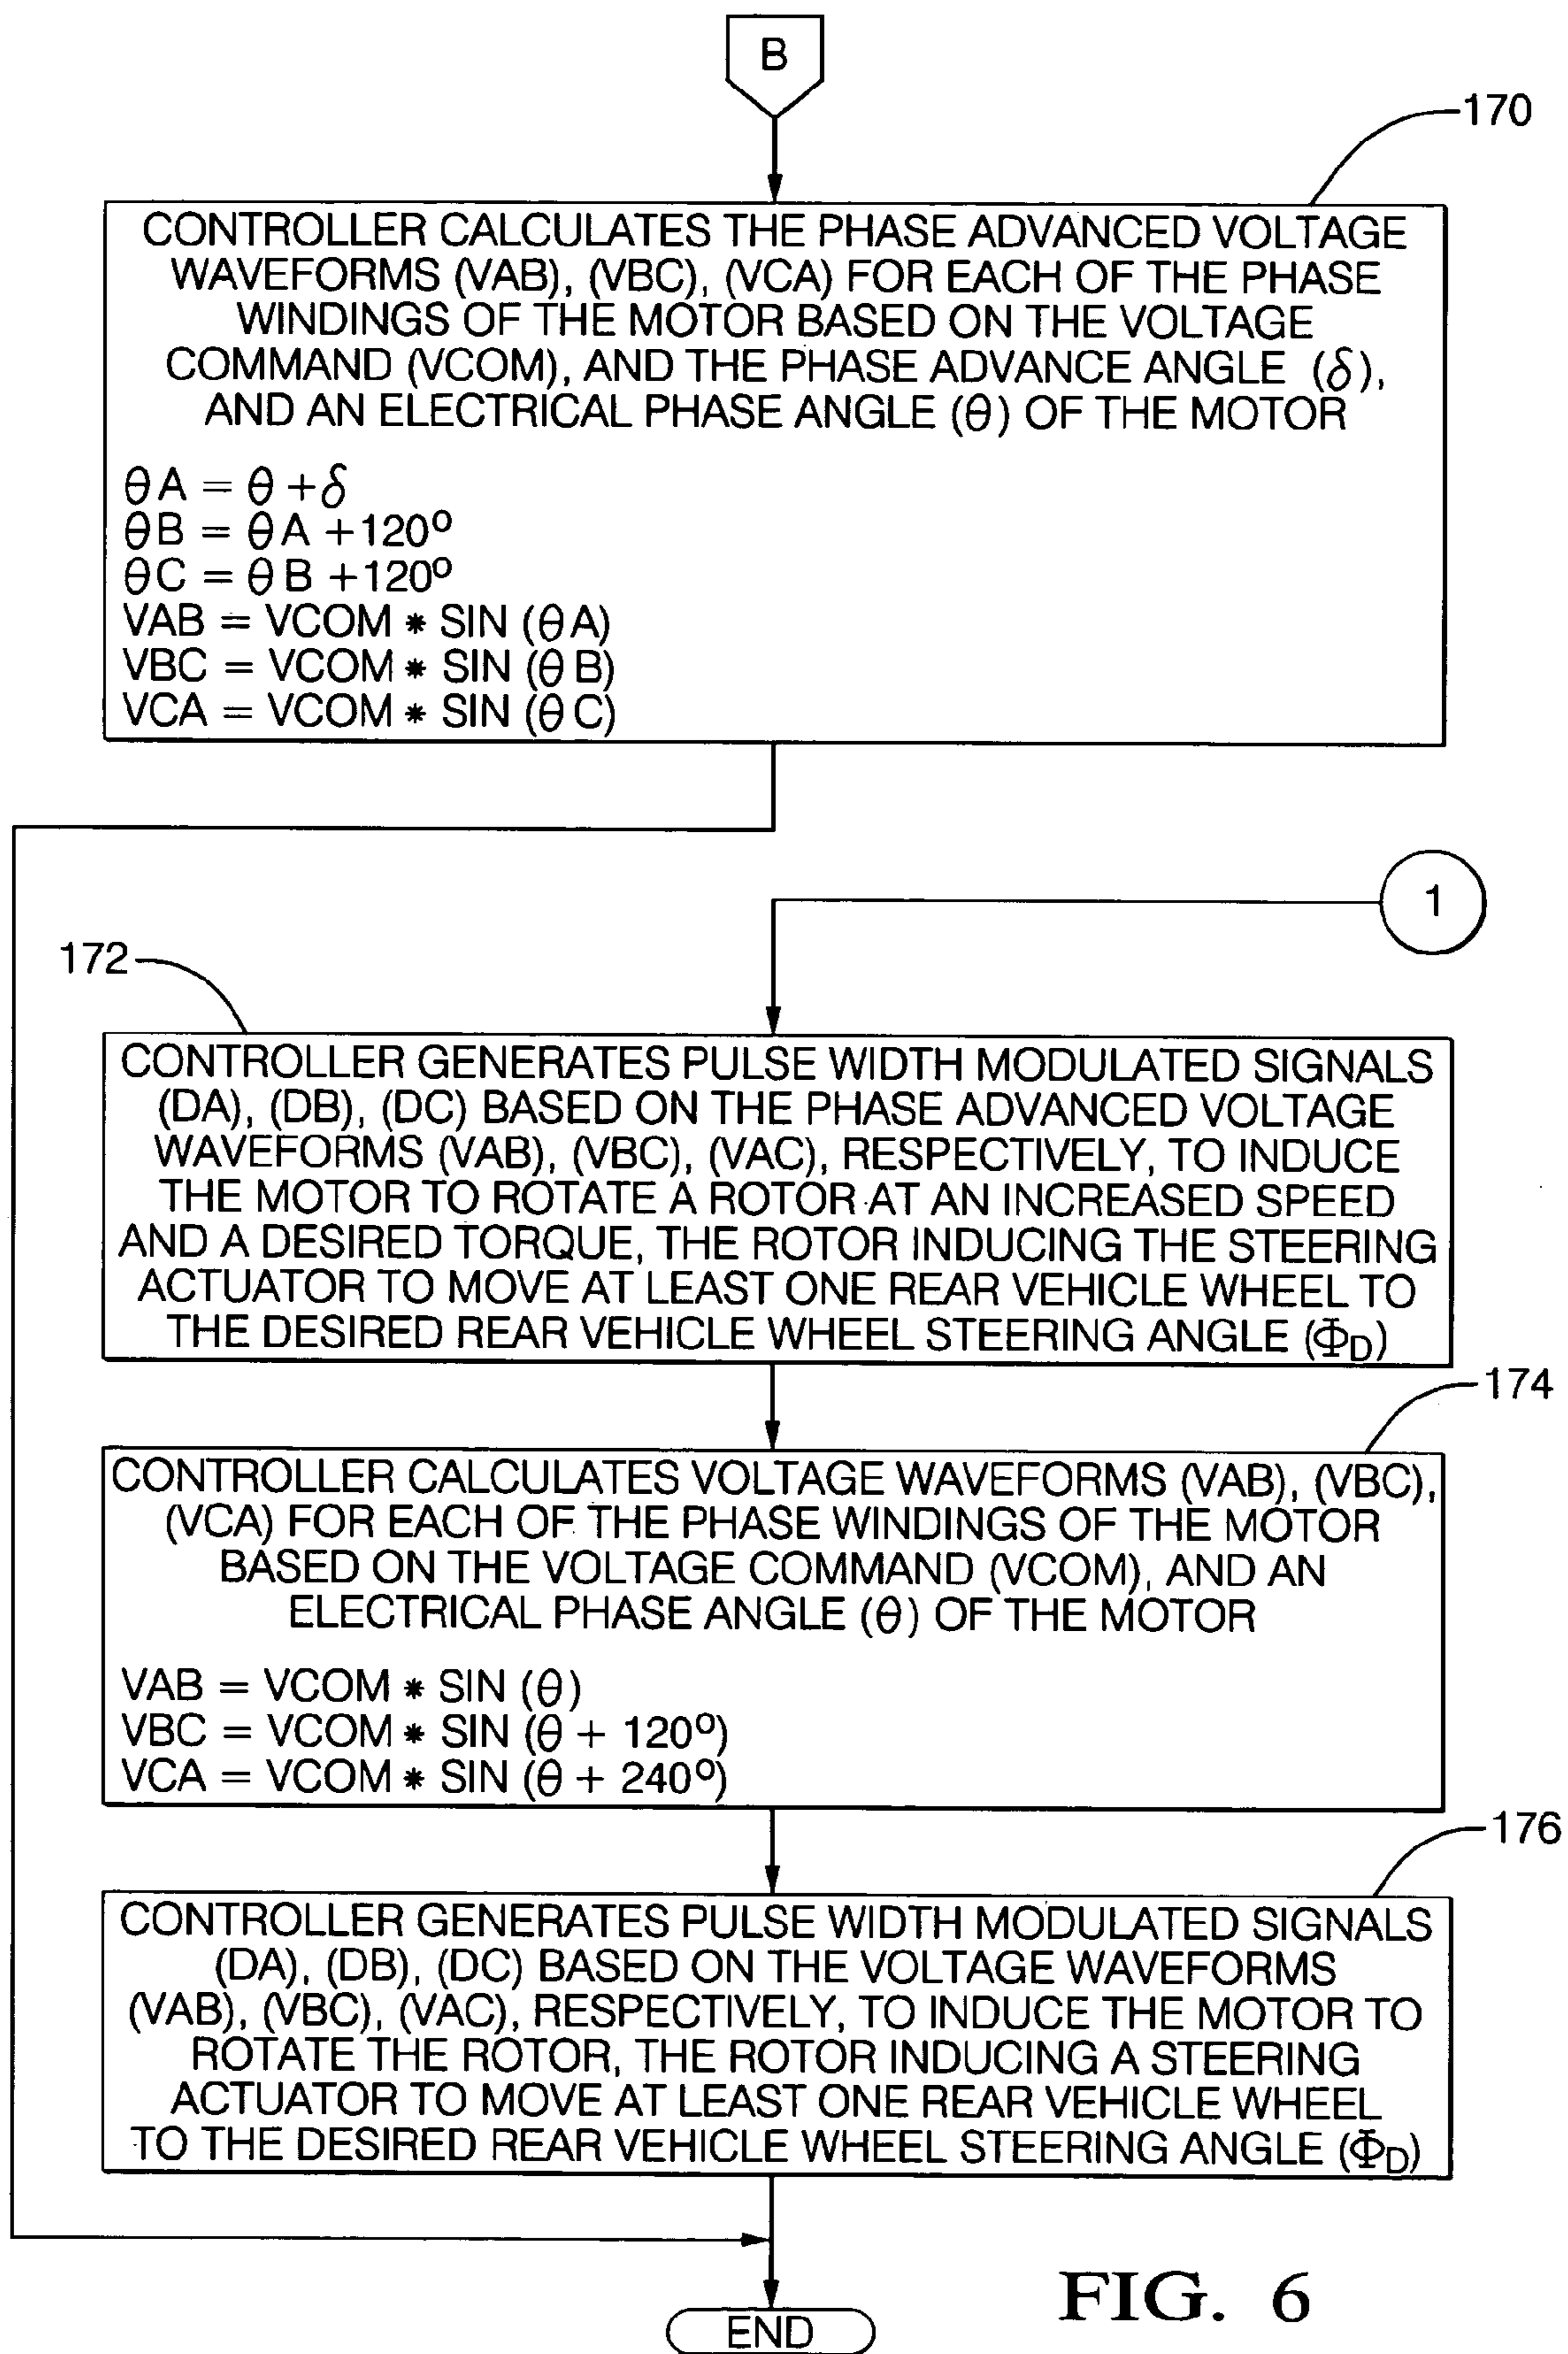 B
170
CONTROLLER CALCULATES THE PHASE ADVANCED VOLTAGE
WAVEFORMS (VAB), (VBC), (VCA) FOR EACH OF THE PHASE
WINDINGS OF THE MOTOR BASED ON THE VOLTAGE
COMMAND (VCOM), AND THE PHASE ADVANCE ANGLE (δ),
AND AN ELECTRICAL PHASE ANGLE (θ) OF THE MOTOR
θA = θ +δ
θB = θA +120º
θC = θB +120º
VAB = VCOM * SIN (θA)
VBC = VCOM * SIN (θB)
VCA = VCOM * SIN (θC)
1
172
CONTROLLER GENERATES PULSE WIDTH MODULATED SIGNALS
(DA), (DB), (DC) BASED ON THE PHASE ADVANCED VOLTAGE
WAVEFORMS (VAB), (VBC), (VAC), RESPECTIVELY, TO INDUCE
THE MOTOR TO ROTATE A ROTOR AT AN INCREASED SPEED
AND A DESIRED TORQUE, THE ROTOR INDUCING THE STEERING
ACTUATOR TO MOVE AT LEAST ONE REAR VEHICLE WHEEL TO
THE DESIRED REAR VEHICLE WHEEL STEERING ANGLE (ΦD)
174
CONTROLLER CALCULATES VOLTAGE WAVEFORMS (VAB), (VBC),
(VCA) FOR EACH OF THE PHASE WINDINGS OF THE MOTOR
BASED ON THE VOLTAGE COMMAND (VCOM), AND AN
ELECTRICAL PHASE ANGLE (θ) OF THE MOTOR
VAB = VCOM * SIN (θ)
VBC = VCOM * SIN (θ + 120º)
VCA = VCOM * SIN (θ + 240º)
176
CONTROLLER GENERATES PULSE WIDTH MODULATED SIGNALS
(DA), (DB), (DC) BASED ON THE VOLTAGE WAVEFORMS
(VAB), (VBC), (VAC), RESPECTIVELY, TO INDUCE THE MOTOR TO
ROTATE THE ROTOR, THE ROTOR INDUCING A STEERING
ACTUATOR TO MOVE AT LEAST ONE REAR VEHICLE WHEEL
TO THE DESIRED REAR VEHICLE WHEEL STEERING ANGLE (ΦD)
END
FIG. 6